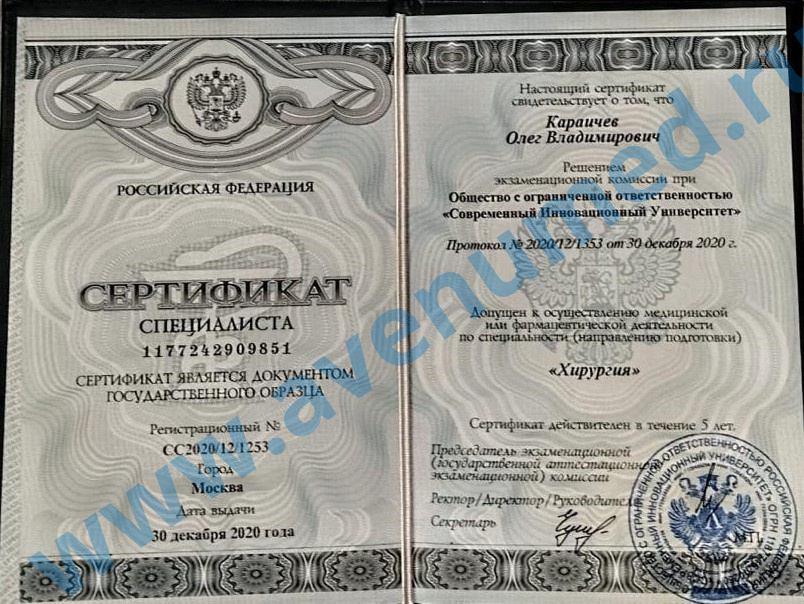 РОССИЙСКАЯ ФЕДЕРАЦИЯ
СЕРТИФИКАТ
СПЕЦИАЛИСТА
1177242909851
СЕРТИФИКАТ ЯВЛЯЕТСЯ ДОКУМЕНТОМ
ГОСУДАРСТВЕННОГО ОБРАЗЦА
Регистрационный №
СС2020/12/1253
Город
Москва
Дата выдачи
30 декабря 2020 года
Настоящий сертификат
свидетельствует о том, что
Караичев
Олег Владимирович
Решением
экзаменационной комиссии при
Общество с ограниченной ответственностью
«Современный Инновационный Университет»
Протокол № 2020/12/1353 от 30 декабря 2020 г.
Допущен к осуществлению медицинской
или фармацевтической деятельности
по специальности (направлению подготовки)
«Хирургия»
Сертификат действителен в течение 5 лет.
Председатель экзаменационной
(государственной аттестационной
экзаменационной) комиссии
Ректор/Директор/Руководитель
Секретарь
www.avenumed.ru